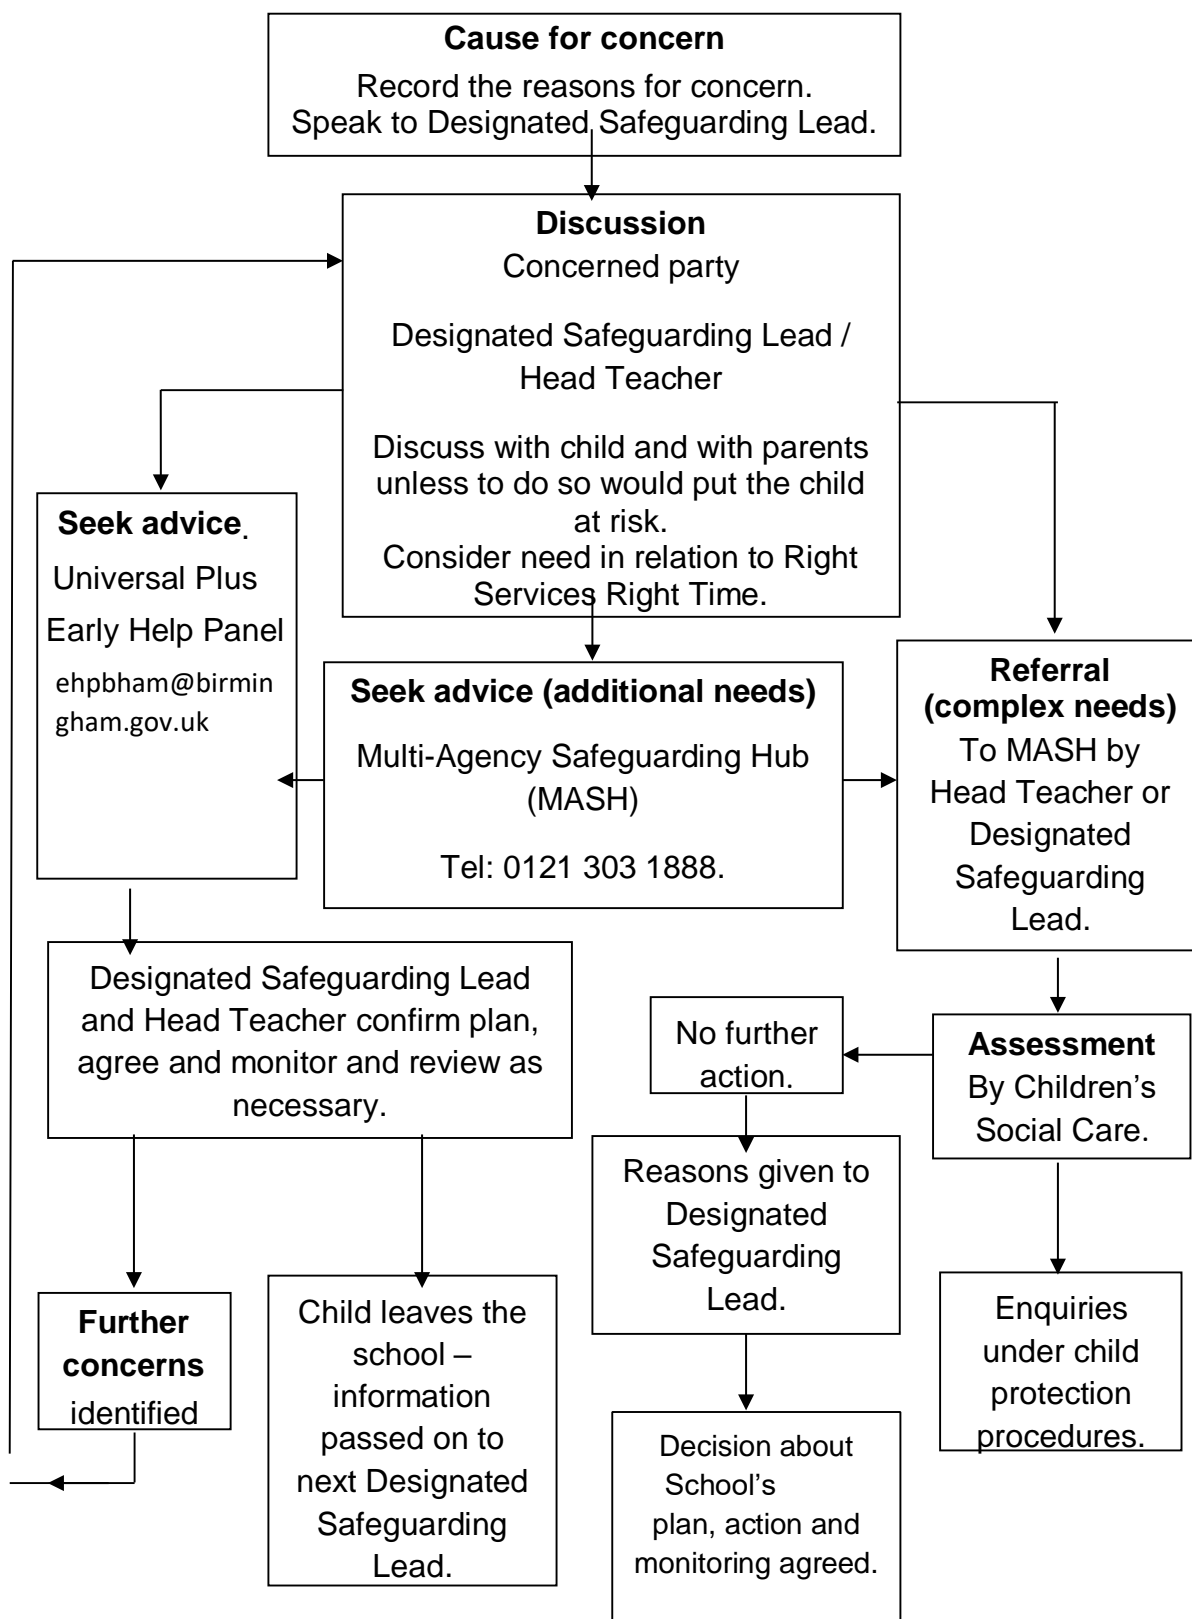 Cause for concern
Record the reasons for concern.
Speak to Designated Safeguarding Lead.
Discussion
Concerned party
Designated Safeguarding Lead /
Head Teacher
Discuss with child and with parents
unless to do so would put the child
at risk.
Consider need in relation to Right
Services Right Time.
Seek advice.
Universal Plus
Early Help Panel
ehpbham@birmin
gham.gov.uk
Seek advice (additional needs)
Multi-Agency Safeguarding Hub
(MASH)
Tel: 0121 303 1888.
Referral
(complex needs)
To MASH by
Head Teacher or
Designated
Safeguarding
Lead.
Designated Safeguarding Lead
and Head Teacher confirm plan,
agree and monitor and review as
necessary.
No further
action.
Assessment
By Children’s
Social Care.
Reasons given to
Designated
Safeguarding
Lead.
Further
concerns
identified
Child leaves the
school –
information
passed on to
next Designated
Safeguarding
Lead.
Enquiries
under child
protection
procedures.
Decision about
School’s
plan, action and
monitoring agreed.